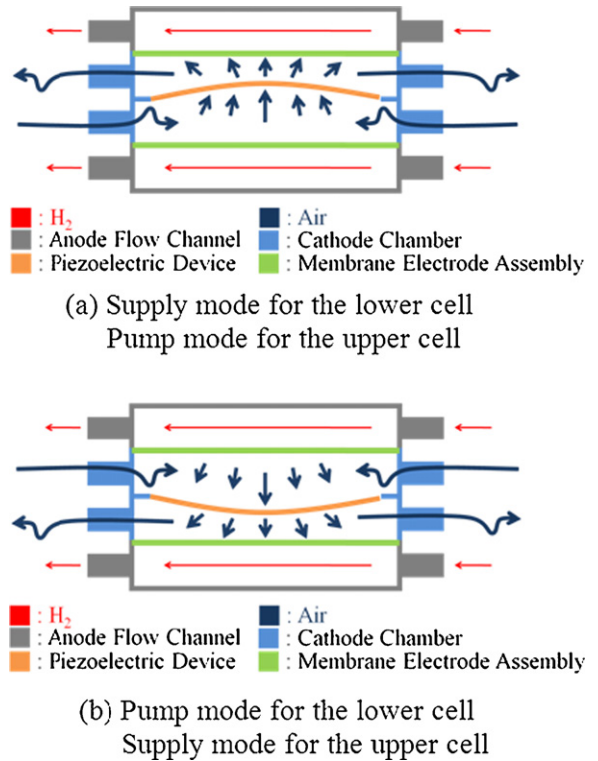 : H₂ : Air
: Anode Flow Channel : Cathode Chamber
: Piezoelectric Device : Membrane Electrode Assembly
(a) Supply mode for the lower cell
Pump mode for the upper cell
: H₂ : Air
: Anode Flow Channel : Cathode Chamber
: Piezoelectric Device : Membrane Electrode Assembly
(b) Pump mode for the lower cell
Supply mode for the upper cell